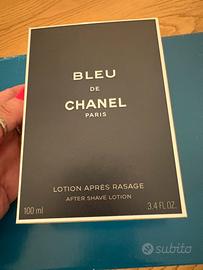 BLEU
DE
CHANEL
PARIS
LOTION APRÈS RASAGE
AFTER SHAVE LOTION
100 ml 3.4 FL. OZ.
subito